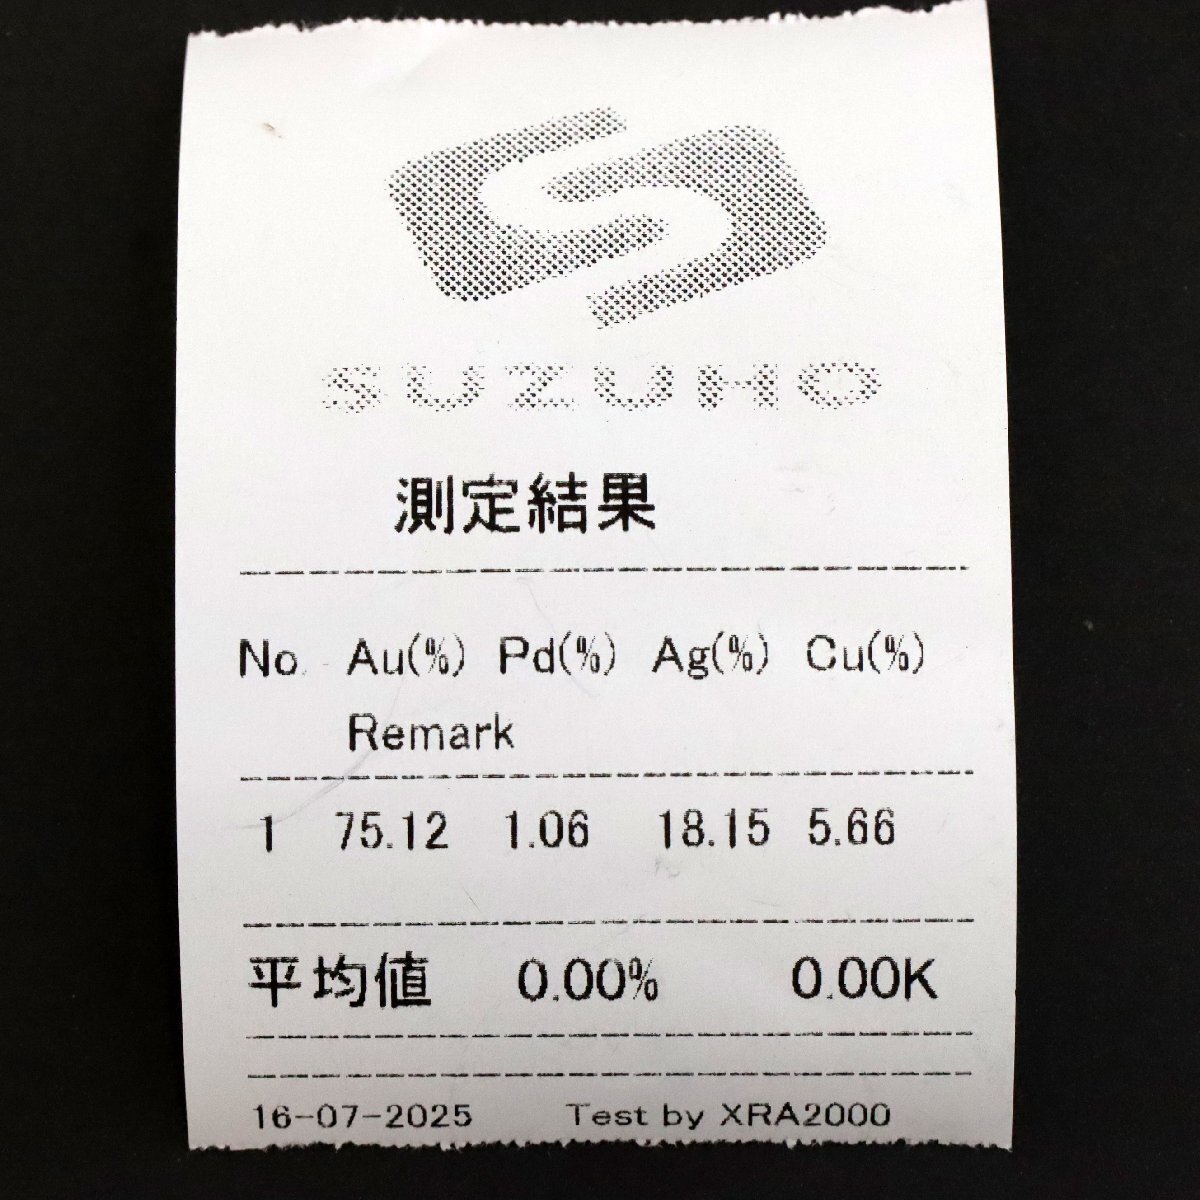 SUZUHO
測定結果
No. Au(%) Pd(%) Ag(%) Cu(%)
Remark
1 75.12 1.06 18.15 5.66
平均値 0.00% 0.00K
16-07-2025 Test by XRA2000